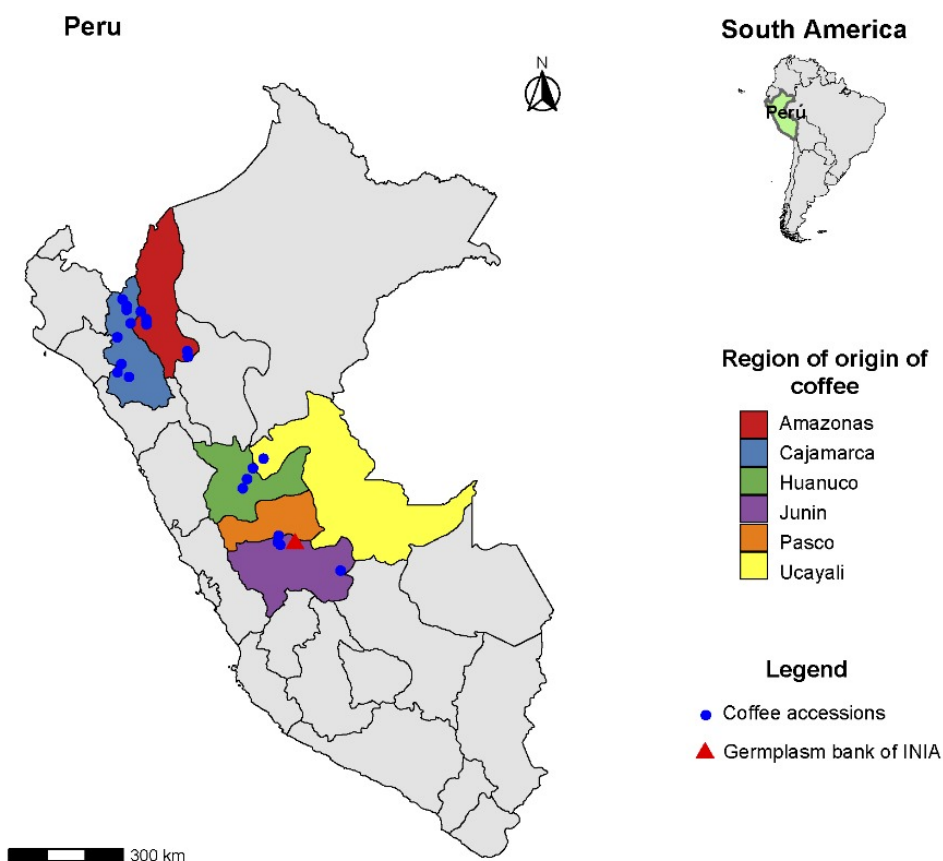 Peru
South America
N
Perú
Region of origin of
coffee
Amazonas
Cajamarca
Huanuco
Junin
Pasco
Ucayali
Legend
Coffee accessions
Germplasm bank of INIA
300 km